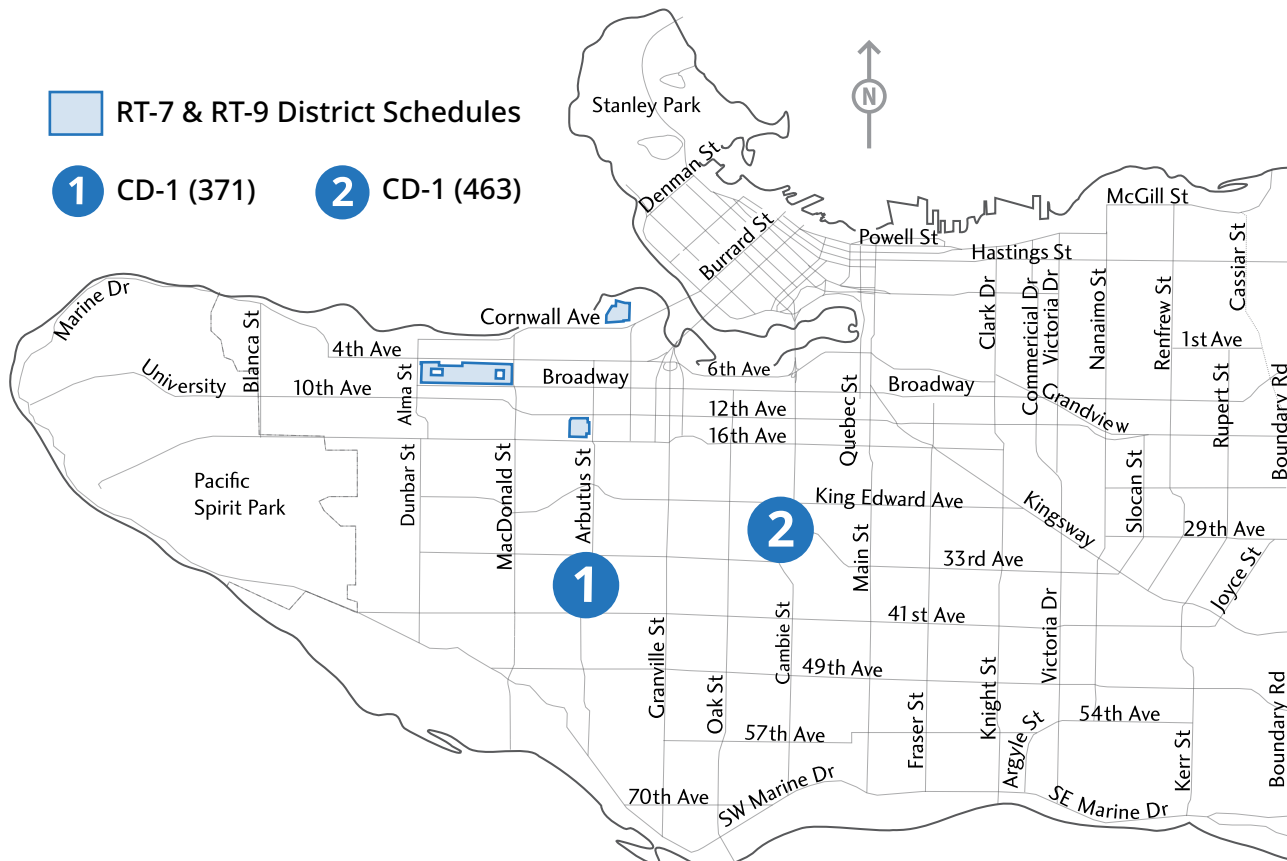 Stanley Park
N
RT-7 & RT-9 District Schedules
1 CD-1 (371)
2 CD-1 (463)
Denman St
Burrard St
McGill St
Powell St
Hastings St
Cassiar St
Marine Dr
Cornwall Ave
Clark Dr
Commericial Dr
Victoria Dr
Nanaimo St
Renfrew St
1st Ave
Blanca St
4th Ave
University
10th Ave
Alma St
Broadway
6th Ave
Broadway
12th Ave
16th Ave
Quebec St
Grandview
Rupert St
Boundary Rd
Pacific
Spirit Park
Dunbar St
MacDonald St
Arbutus St
King Edward Ave
Kingsway
Slocan St
29th Ave
2
Main St
33rd Ave
Joyce St
1
41st Ave
Granville St
Cambie St
Victoria Dr
49th Ave
Oak St
Knight St
Fraser St
Argyle St
54th Ave
57th Ave
Kerr St
Boundary Rd
70th Ave
SW Marine Dr
SE Marine Dr